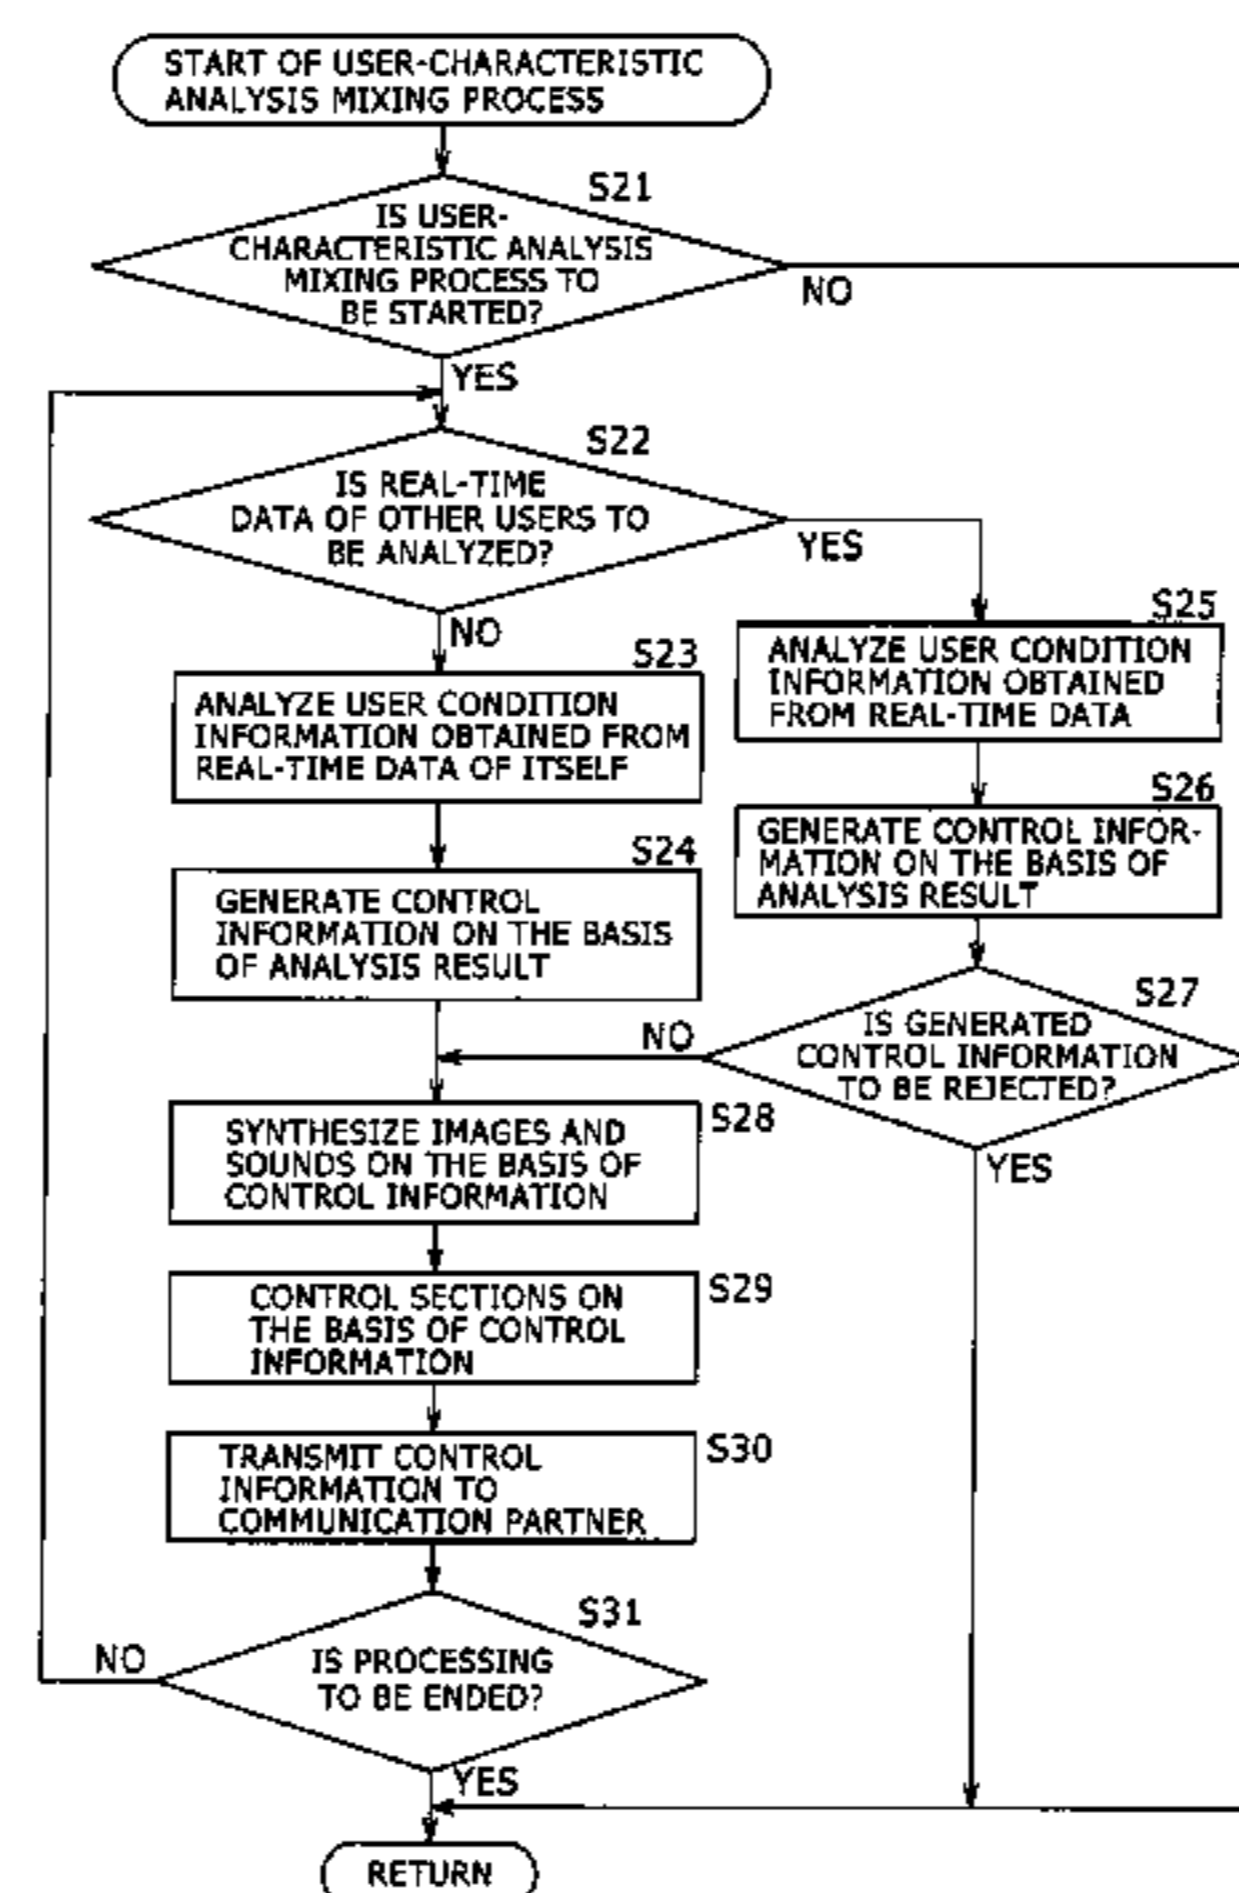 START OF USER-CHARACTERISTIC
ANALYSIS MIXING PROCESS
S21
IS USER-
CHARACTERISTIC ANALYSIS
MIXING PROCESS TO
BE STARTED?
NO
YES
S22
IS REAL-TIME
DATA OF OTHER USERS TO
BE ANALYZED?
YES
NO
S23
ANALYZE USER CONDITION
INFORMATION OBTAINED FROM
REAL-TIME DATA OF ITSELF
S24
GENERATE CONTROL
INFORMATION ON THE BASIS
OF ANALYSIS RESULT
S25
ANALYZE USER CONDITION
INFORMATION OBTAINED
FROM REAL-TIME DATA
S26
GENERATE CONTROL INFOR-
MATION ON THE BASIS OF
ANALYSIS RESULT
S27
IS GENERATED
CONTROL INFORMATION
TO BE REJECTED?
NO
YES
S28
SYNTHESIZE IMAGES AND
SOUNDS ON THE BASIS OF
CONTROL INFORMATION
S29
CONTROL SECTIONS ON
THE BASIS OF CONTROL
INFORMATION
S30
TRANSMIT CONTROL
INFORMATION TO
COMMUNICATION PARTNER
S31
IS PROCESSING
TO BE ENDED?
NO
YES
RETURN